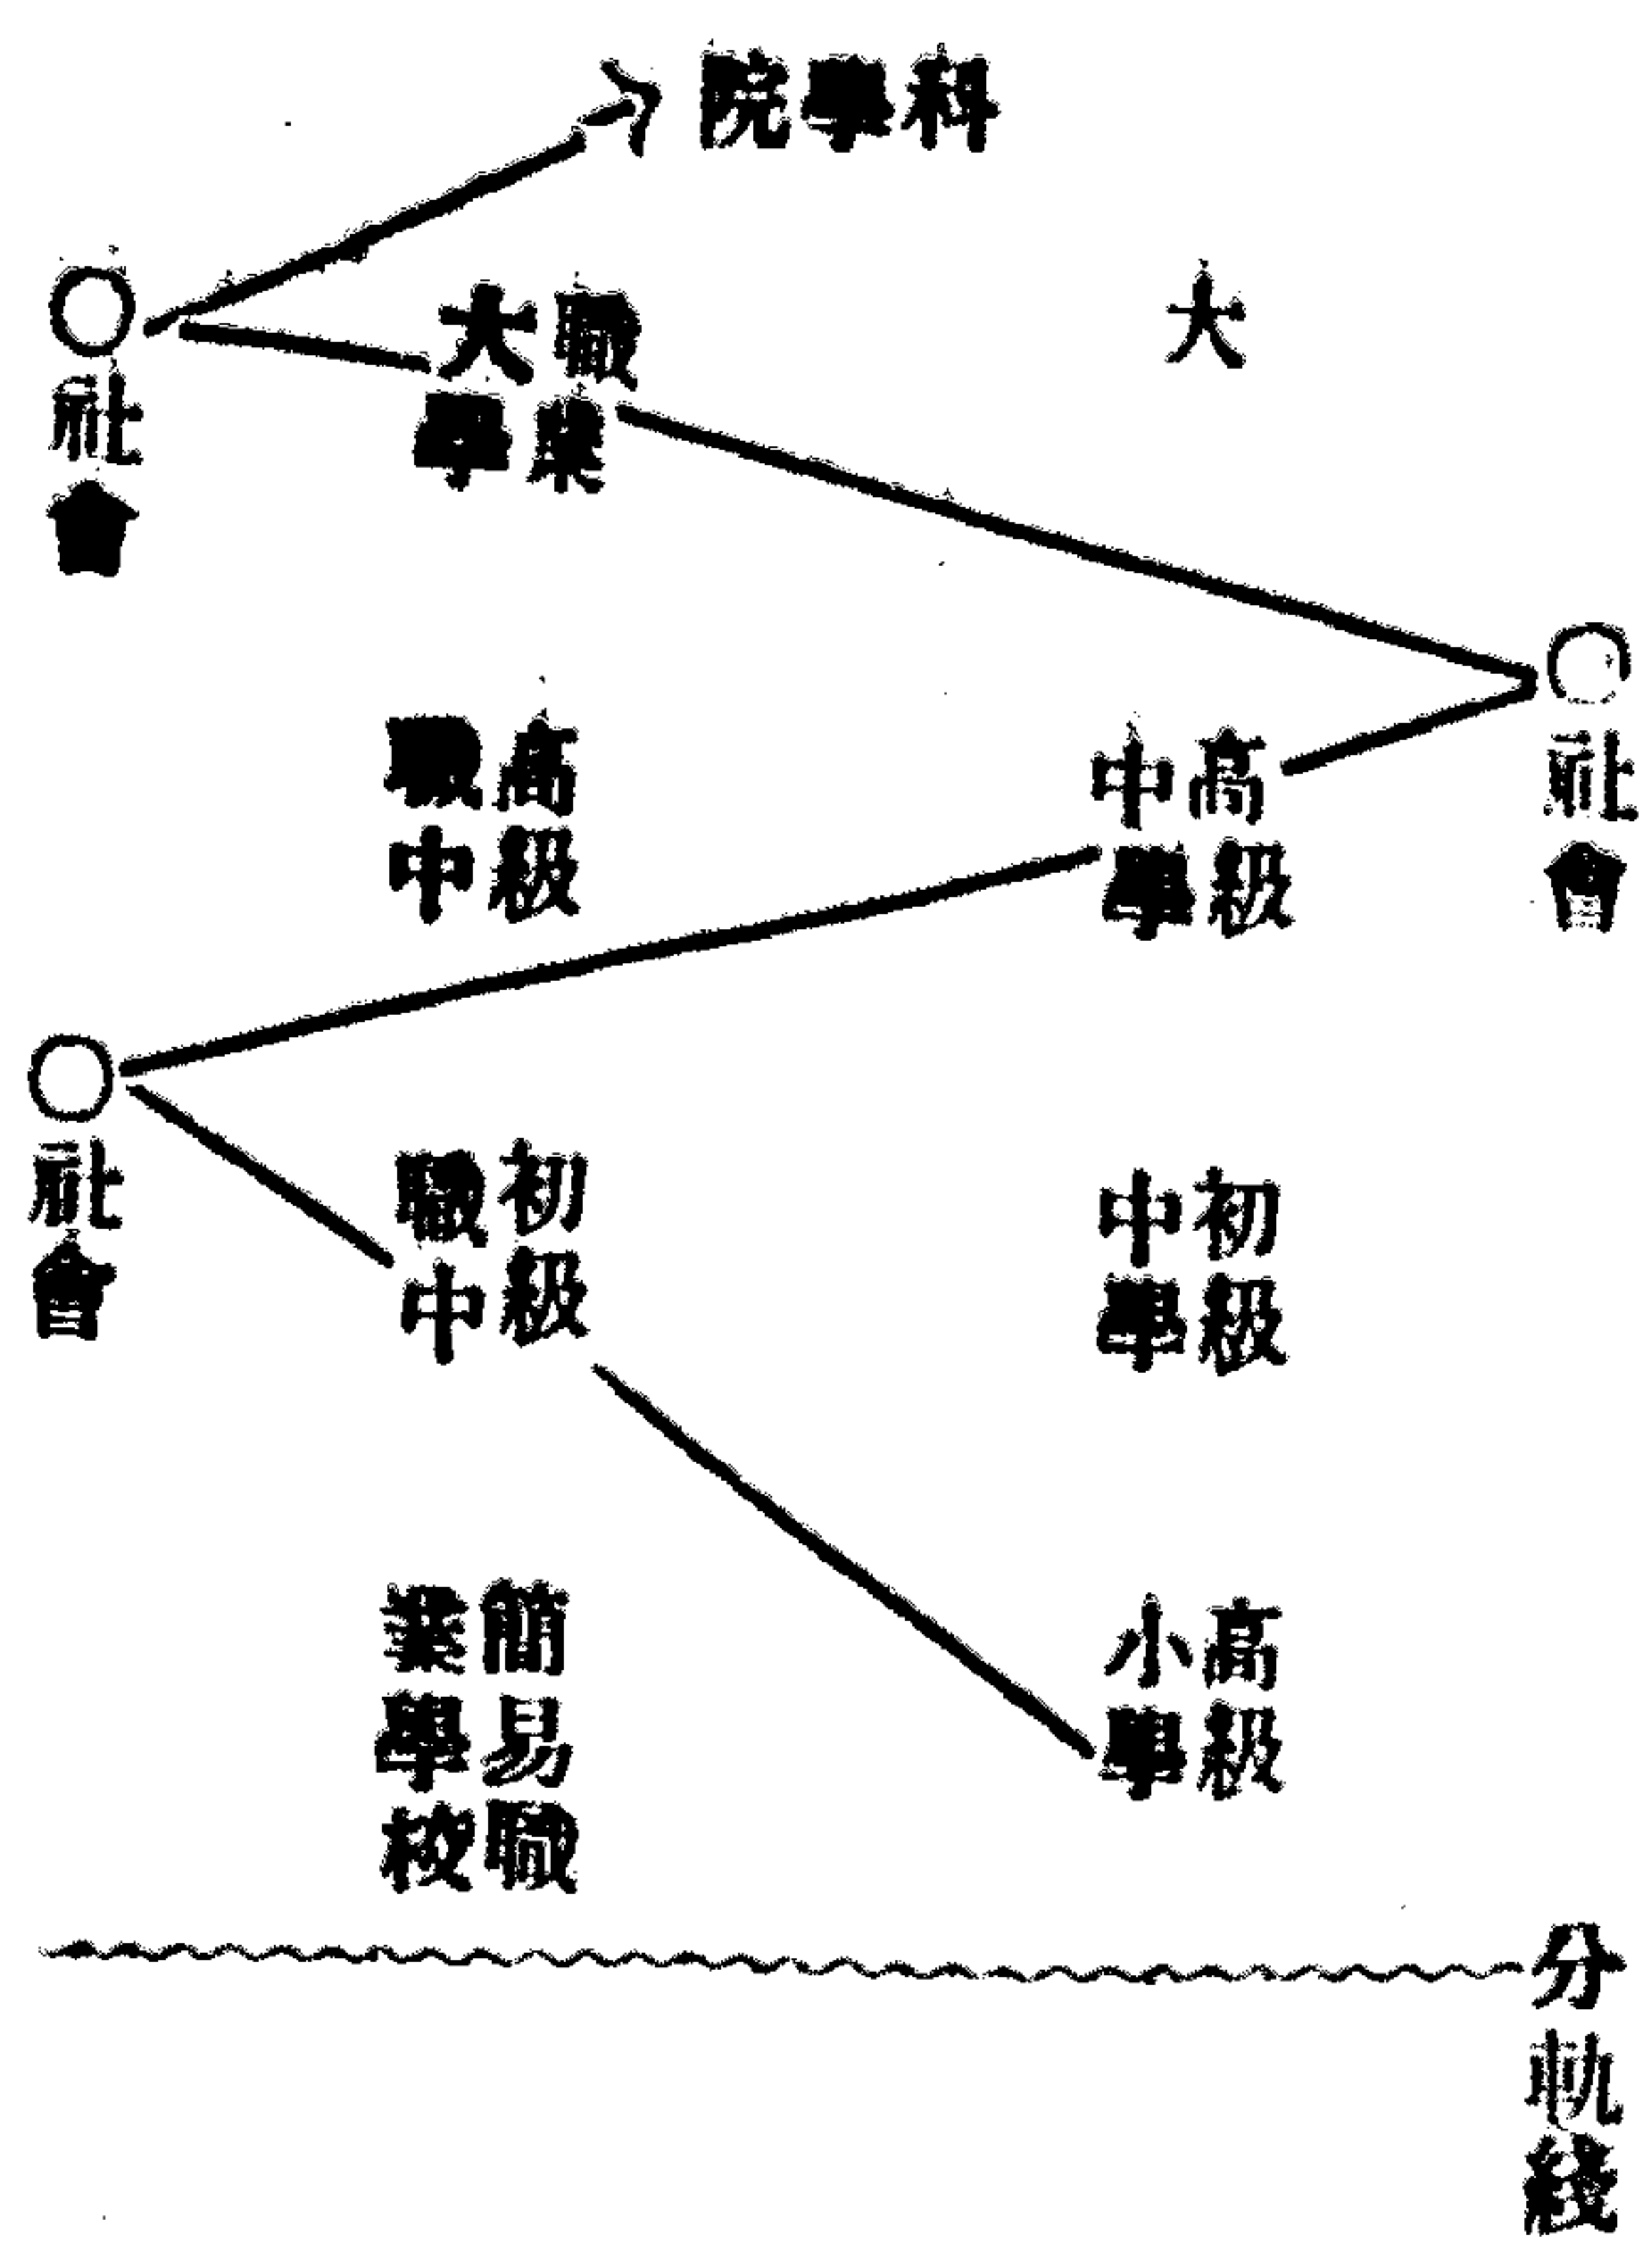 科學院
大
職業
大學
社會
社會
高級
中學
高級
職中
社會
初級
中學
初級
職中
高級
小學
簡易職
業學校
分軌綫